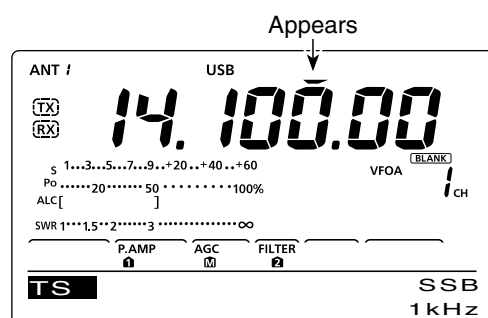 Appears
ANT 1 USB
TX
14.100.00
RX
BLANK
S 1•••3•••5•••7•••9••+20••+40••+60 VFOA
1 CH
Po ••••••20••••••• 50 • • • • • • • • • •100%
ALC[ ]
SWR 1••••1.5••2••••••3 ••••••••••••••••∞
P.AMP AGC FILTER
1 M 2
TS SSB
1kHz